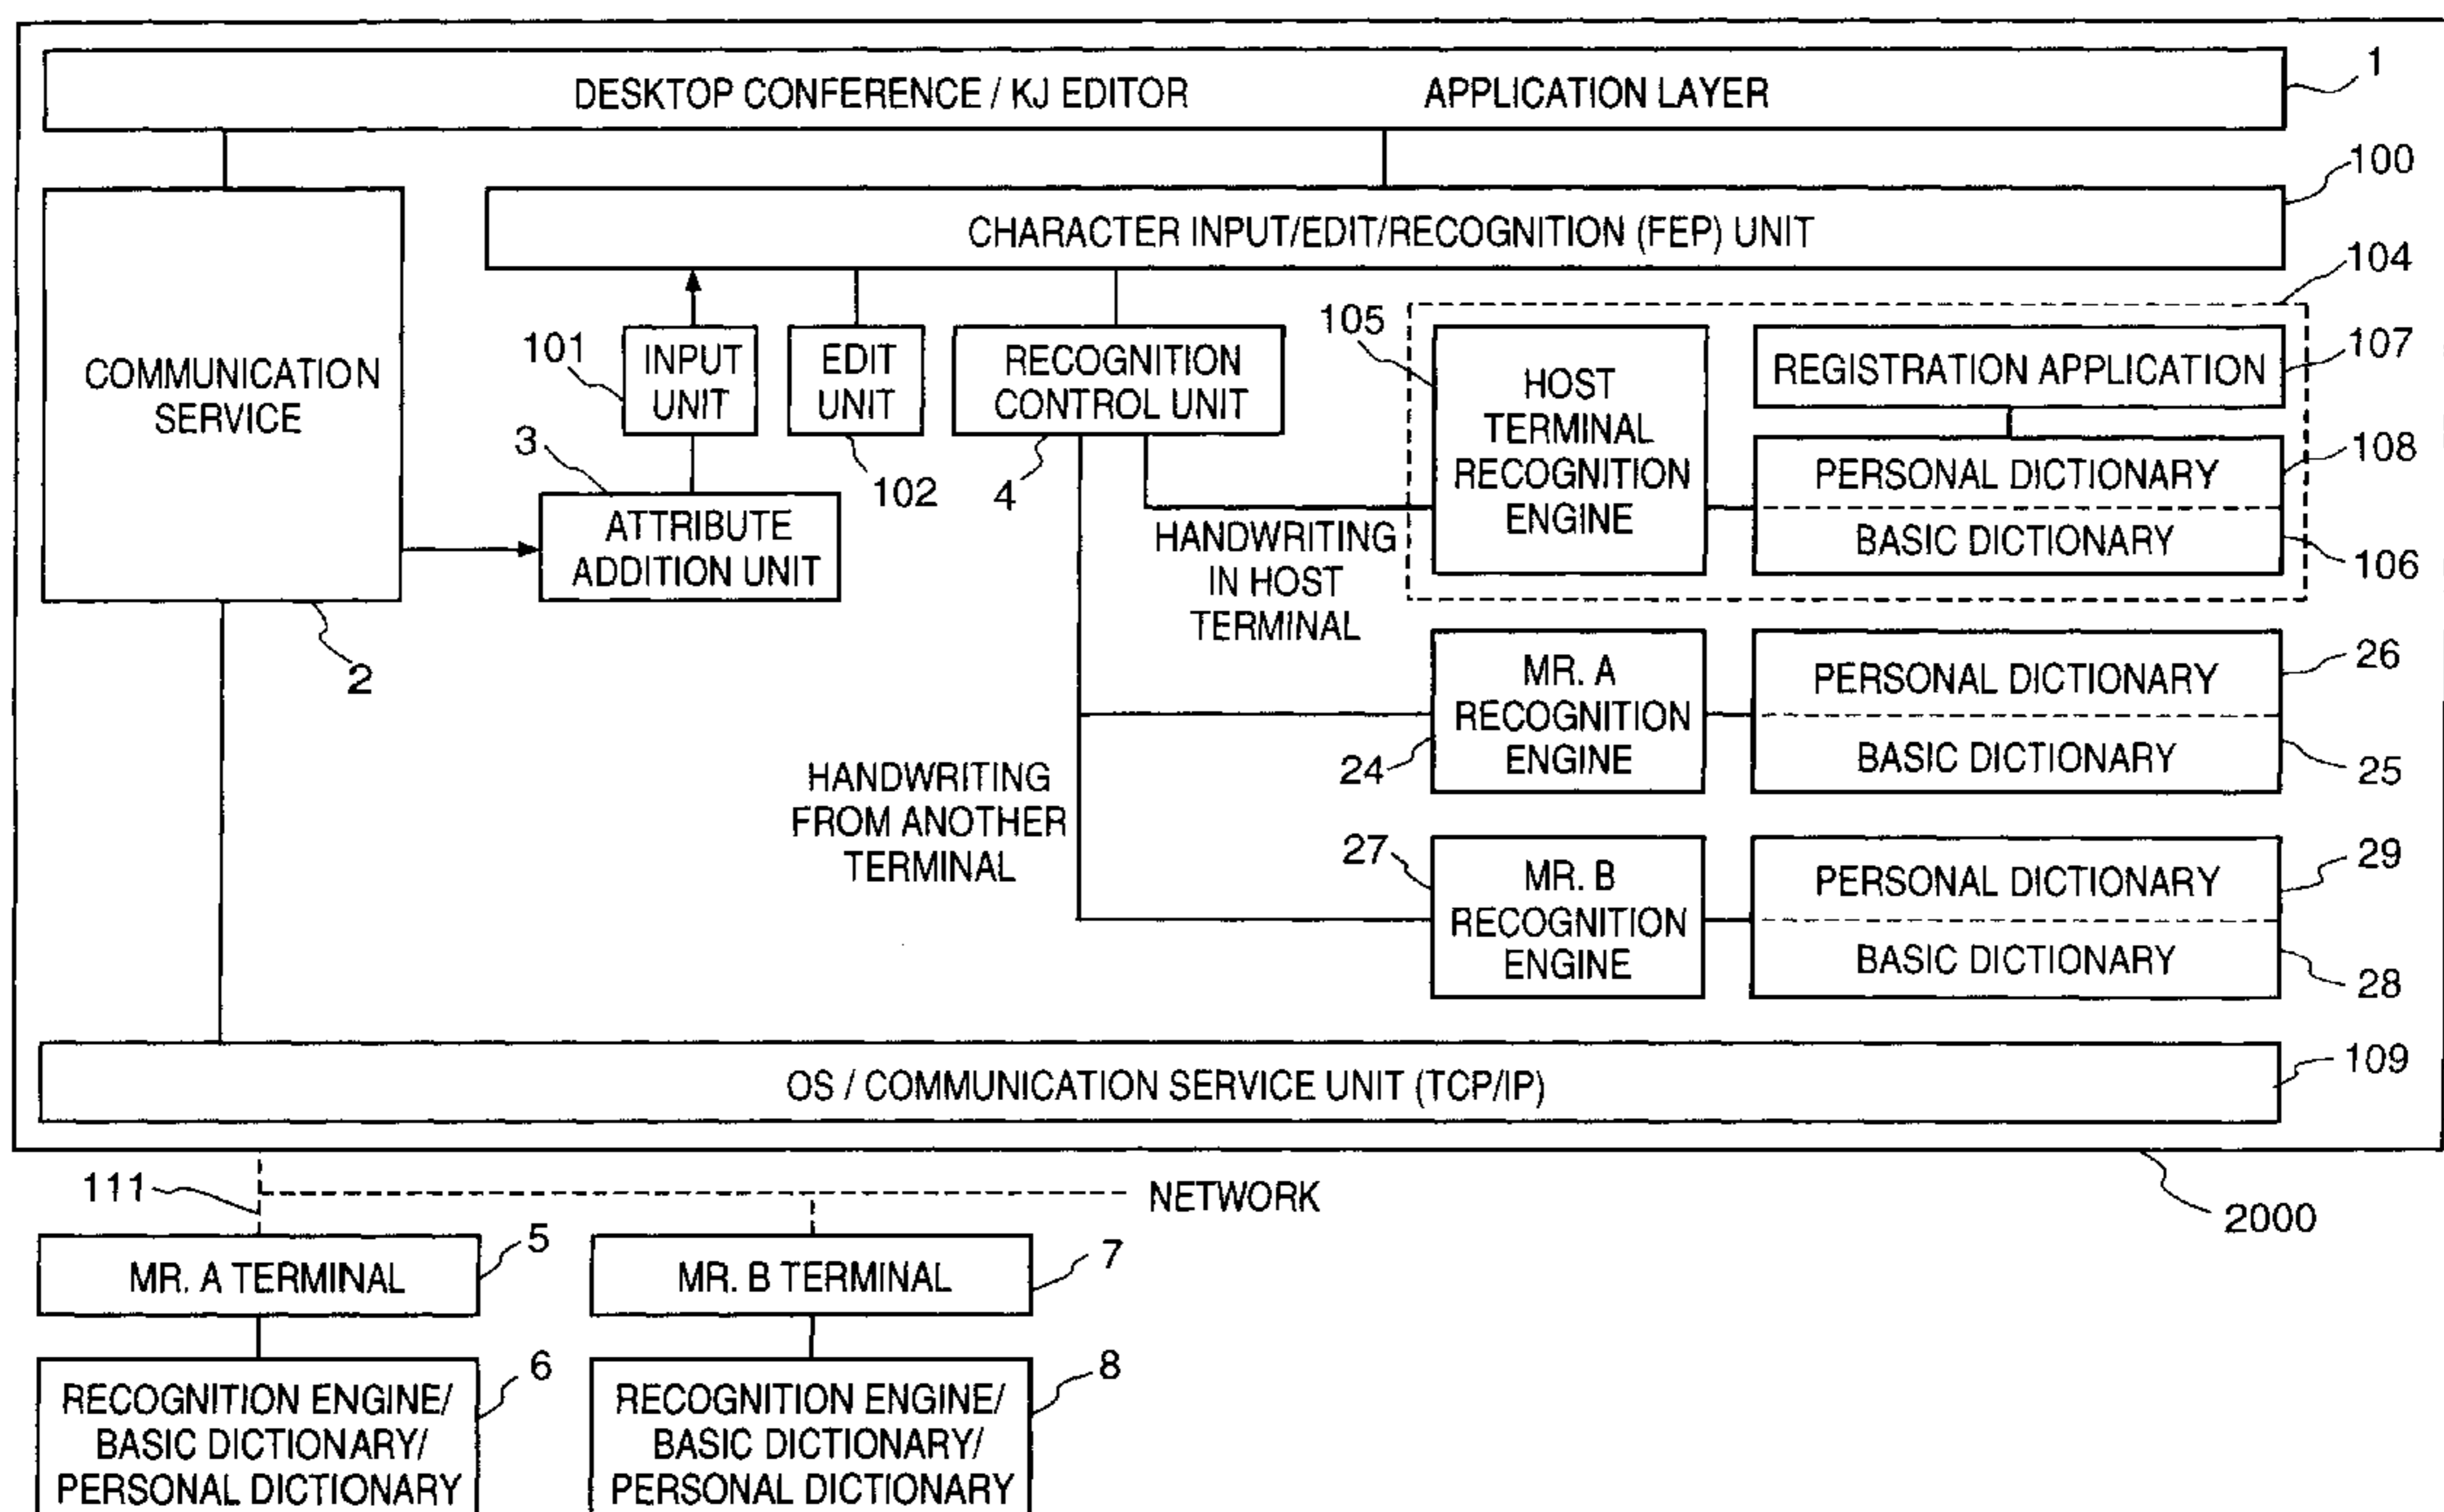 DESKTOP CONFERENCE / KJ EDITOR APPLICATION LAYER
1
100
CHARACTER INPUT/EDIT/RECOGNITION (FEP) UNIT
104
COMMUNICATION
SERVICE
2
101
INPUT
UNIT
EDIT
UNIT
102
RECOGNITION
CONTROL UNIT
4
3
ATTRIBUTE
ADDITION UNIT
105
HOST
TERMINAL
RECOGNITION
ENGINE
REGISTRATION APPLICATION
107
PERSONAL DICTIONARY
108
BASIC DICTIONARY
106
HANDWRITING
IN HOST
TERMINAL
MR. A
RECOGNITION
ENGINE
24
PERSONAL DICTIONARY
26
BASIC DICTIONARY
25
HANDWRITING
FROM ANOTHER
TERMINAL
27
MR. B
RECOGNITION
ENGINE
PERSONAL DICTIONARY
29
BASIC DICTIONARY
28
OS / COMMUNICATION SERVICE UNIT (TCP/IP)
109
111
NETWORK
2000
MR. A TERMINAL
5
MR. B TERMINAL
7
RECOGNITION ENGINE/
BASIC DICTIONARY/
PERSONAL DICTIONARY
6
RECOGNITION ENGINE/
BASIC DICTIONARY/
PERSONAL DICTIONARY
8